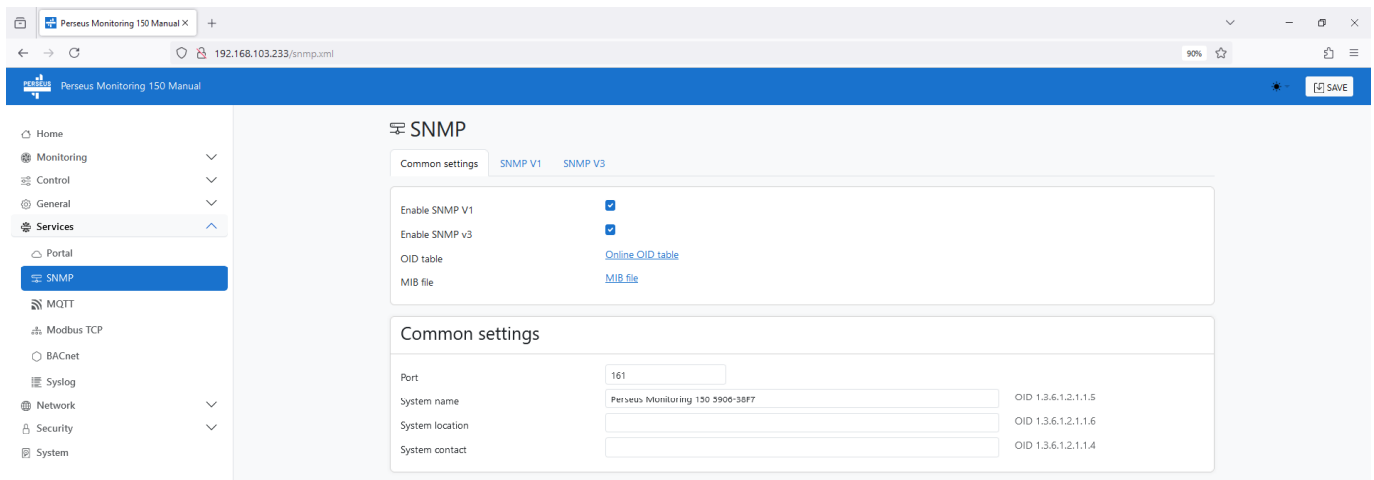 Perseus Monitoring 150 Manual
192.168.103.233/snmp.xml
90%
PERSEUS
Perseus Monitoring 150 Manual
SAVE
Home
Monitoring
Control
General
Services
Portal
SNMP
MQTT
Modbus TCP
BACnet
Syslog
Network
Security
System
SNMP
Common settings SNMP V1 SNMP V3
Enable SNMP V1
Enable SNMP v3
OID table Online OID table
MIB file MIB file
Common settings
Port 161
System name Perseus Monitoring 150 5906-38F7 OID 1.3.6.1.2.1.1.5
System location OID 1.3.6.1.2.1.1.6
System contact OID 1.3.6.1.2.1.1.4